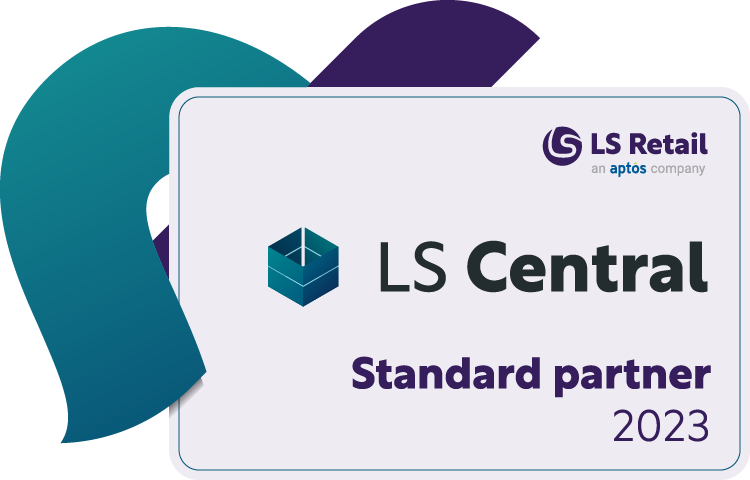 LS Retail
an aptos company
LS Central
Standard partner
2023